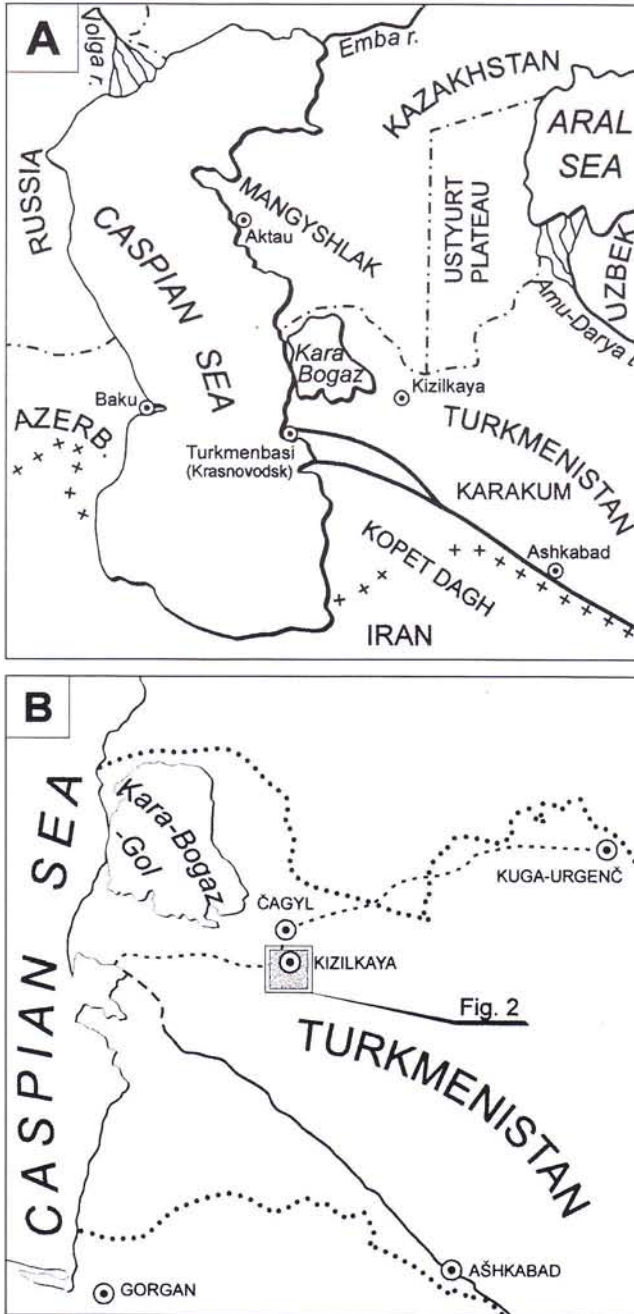 A
Volga r.
Emba r.
KAZAKHSTAN
ARAL
SEA
RUSSIA
CASPIAN SEA
MANGYSHLAK
Aktau
USTYURT
PLATEAU
UZBEK
Amu-Darya
Kara
Bogaz
Kizilkaya
Baku
AZERB.
Turkmenbasi
(Krasnovodsk)
TURKMENISTAN
KARAKUM
Ashkabad
KOPET DAGH
IRAN
B
CASPIAN SEA
Kara-Bogaz
-Gol
KUGA-URGENČ
ČAGYL
KIZILKAYA
Fig. 2
TURKMENISTAN
AŠHKABAD
GORGAN